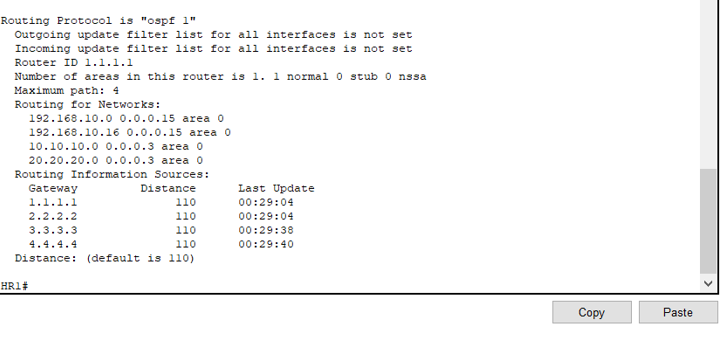 Routing Protocol is "ospf 1"
Outgoing update filter list for all interfaces is not set
Incoming update filter list for all interfaces is not set
Router ID 1.1.1.1
Number of areas in this router is 1. 1 normal 0 stub 0 nssa
Maximum path: 4
Routing for Networks:
192.168.10.0 0.0.0.15 area 0
192.168.10.16 0.0.0.15 area 0
10.10.10.0 0.0.0.3 area 0
20.20.20.0 0.0.0.3 area 0
Routing Information Sources:
Gateway Distance Last Update
1.1.1.1 110 00:29:04
2.2.2.2 110 00:29:04
3.3.3.3 110 00:29:38
4.4.4.4 110 00:29:40
Distance: (default is 110)
HR1#
Copy Paste